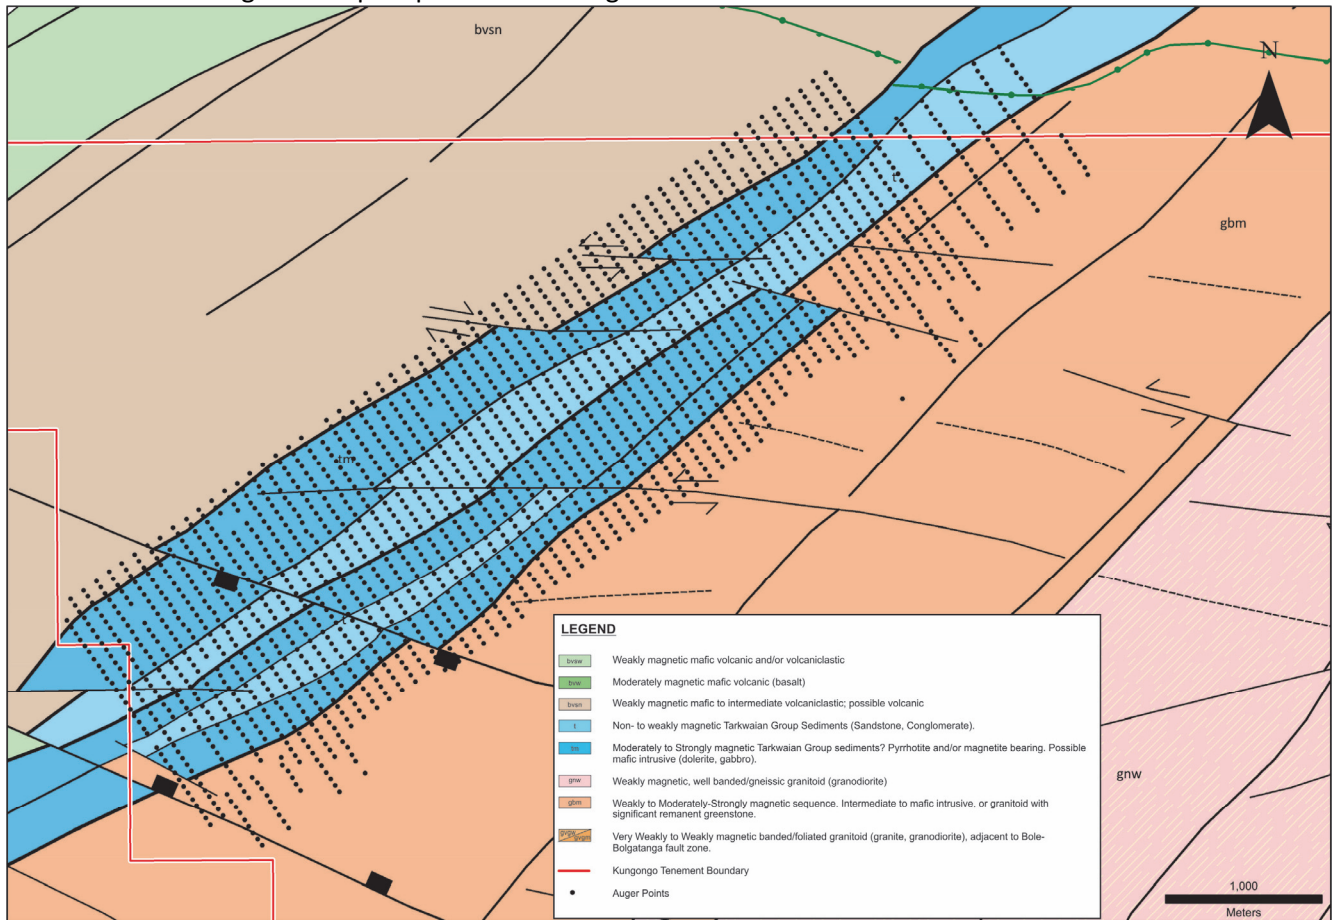 bvsn
N
t
gbm
tm
t
gnw
LEGEND
bvsw Weakly magnetic mafic volcanic and/or volcaniclastic
bvw Moderately magnetic mafic volcanic (basalt)
bvsn Weakly magnetic mafic to intermediate volcaniclastic; possible volcanic
t Non- to weakly magnetic Tarkwaian Group Sediments (Sandstone, Conglomerate).
tm Moderately to Strongly magnetic Tarkwaian Group sediments? Pyrrhotite and/or magnetite bearing. Possible
mafic intrusive (dolerite, gabbro).
gnw Weakly magnetic, well banded/gneissic granitoid (granodiorite)
gbm Weakly to Moderately-Strongly magnetic sequence. Intermediate to mafic intrusive. or granitoid with
significant remanent greenstone.
Very Weakly to Weakly magnetic banded/foliated granitoid (granite, granodiorite), adjacent to Bole-
Bolgatanga fault zone.
Kungongo Tenement Boundary
Auger Points
1,000
Meters